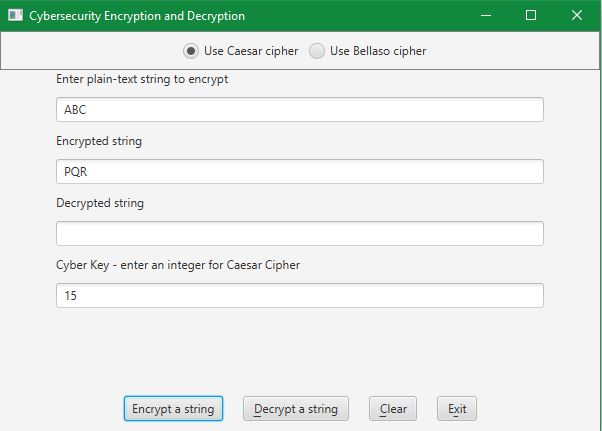 Cybersecurity Encryption and Decryption
Use Caesar cipher Use Bellaso cipher
Enter plain-text string to encrypt
ABC
Encrypted string
PQR
Decrypted string
Cyber Key - enter an integer for Caesar Cipher
15
Encrypt a string Decrypt a string Clear Exit